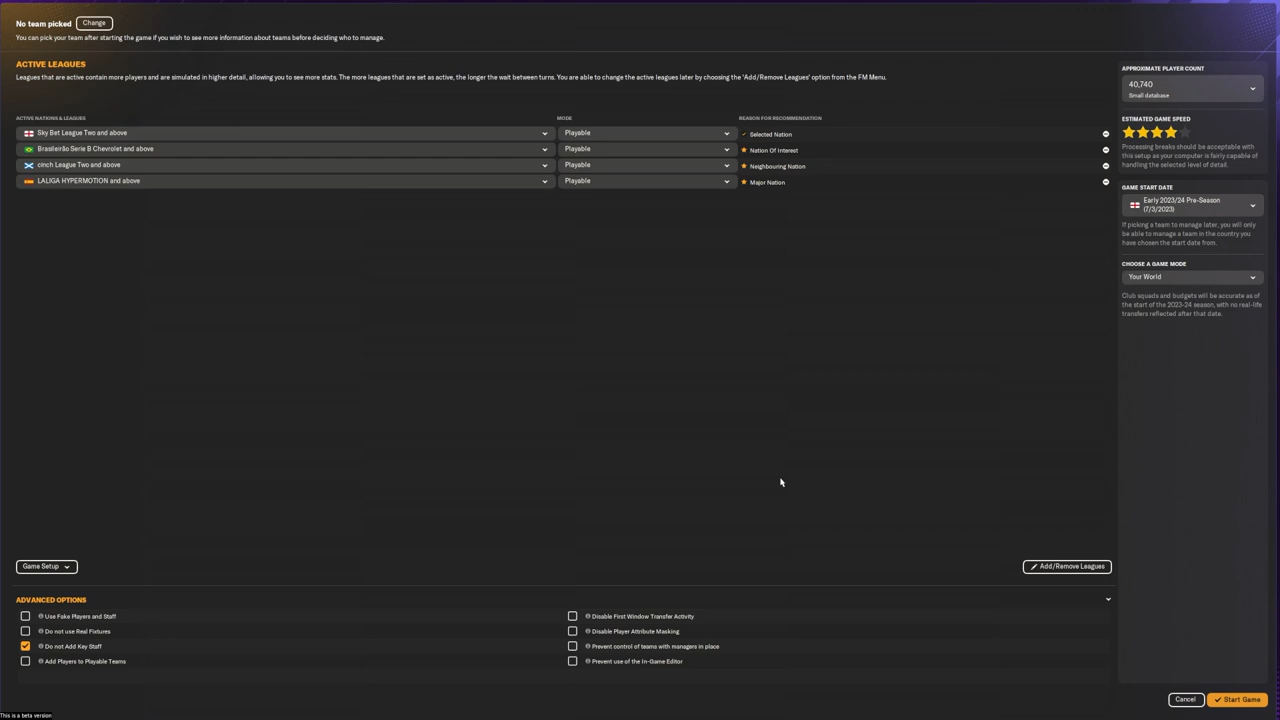 No team picked Change
You can pick your team after starting the game if you wish to see more information about teams before deciding who to manage.
ACTIVE LEAGUES
Leagues that are active contain more players and are simulated in higher detail, allowing you to see more stats. The more leagues that are set as active, the longer the wait between turns. You are able to change the active leagues later by choosing the 'Add/Remove Leagues' option from the FM Menu.
ACTIVE NATIONS & LEAGUES MODE REASON FOR RECOMMENDATION
Sky Bet League Two and above Playable Selected Nation
Brasileirão Serie B Chevrolet and above Playable Nation Of Interest
cinch League Two and above Playable Neighbouring Nation
LALIGA HYPERMOTION and above Playable Major Nation
Game Setup Add/Remove Leagues
ADVANCED OPTIONS
Use Fake Players and Staff Disable First Window Transfer Activity
Do not use Real Fixtures Disable Player Attribute Masking
Do not Add Key Staff Prevent control of teams with managers in place
Add Players to Playable Teams Prevent use of the In-Game Editor
APPROXIMATE PLAYER COUNT
40,740
Small database
ESTIMATED GAME SPEED
Processing breaks should be acceptable with
this setup as your computer is fairly capable of
handling the selected level of detail.
GAME START DATE
Early 2023/24 Pre-Season
(7/3/2023)
If picking a team to manage later, you will only
be able to manage a team in the country you
have chosen the start date from.
CHOOSE A GAME MODE
Your World
Club squads and budgets will be accurate as of
the start of the 2023-24 season, with no real-life
transfers reflected after that date.
Cancel Start Game
This is a beta version